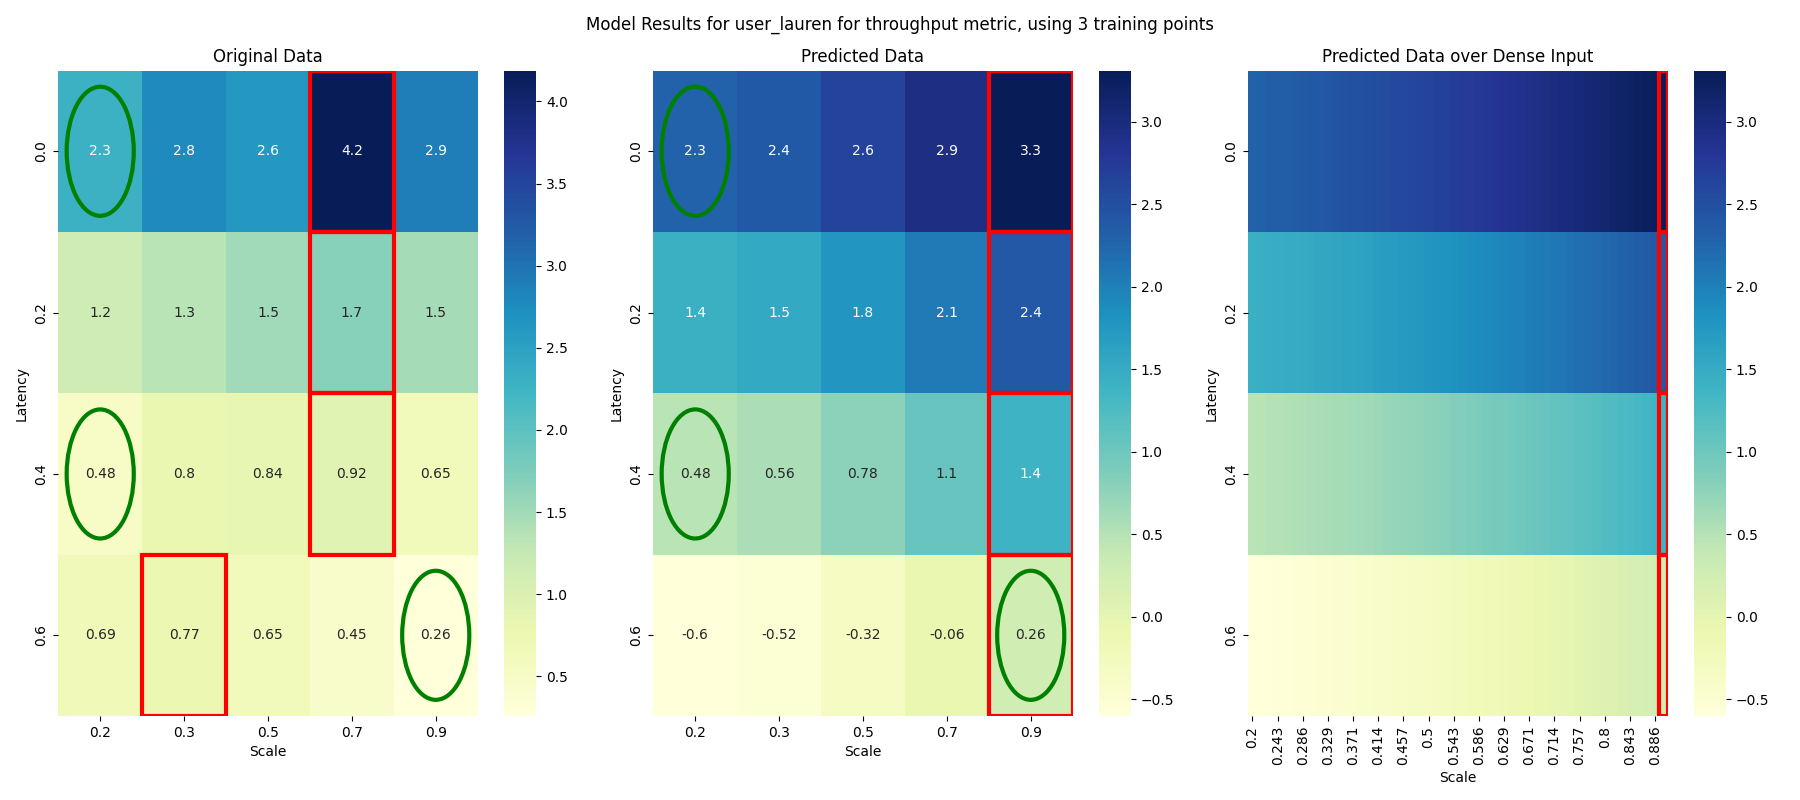 Model Results for user_lauren for throughput metric, using 3 training points
Original Data
Latency
0.0
2.3 2.8 2.6 4.2 2.9
0.2
1.2 1.3 1.5 1.7 1.5
0.4
0.48 0.8 0.84 0.92 0.65
0.6
0.69 0.77 0.65 0.45 0.26
0.2 0.3 0.5 0.7 0.9
Scale
4.0
3.5
3.0
2.5
2.0
1.5
1.0
0.5
Predicted Data
Latency
0.0
2.3 2.4 2.6 2.9 3.3
0.2
1.4 1.5 1.8 2.1 2.4
0.4
0.48 0.56 0.78 1.1 1.4
0.6
-0.6 -0.52 -0.32 -0.06 0.26
0.2 0.3 0.5 0.7 0.9
Scale
3.0
2.5
2.0
1.5
1.0
0.5
0.0
−0.5
Predicted Data over Dense Input
Latency
0.0
0.2
0.4
0.6
0.2 0.243 0.286 0.329 0.371 0.414 0.457 0.5 0.543 0.586 0.629 0.671 0.714 0.757 0.8 0.843 0.886
Scale
3.0
2.5
2.0
1.5
1.0
0.5
0.0
−0.5